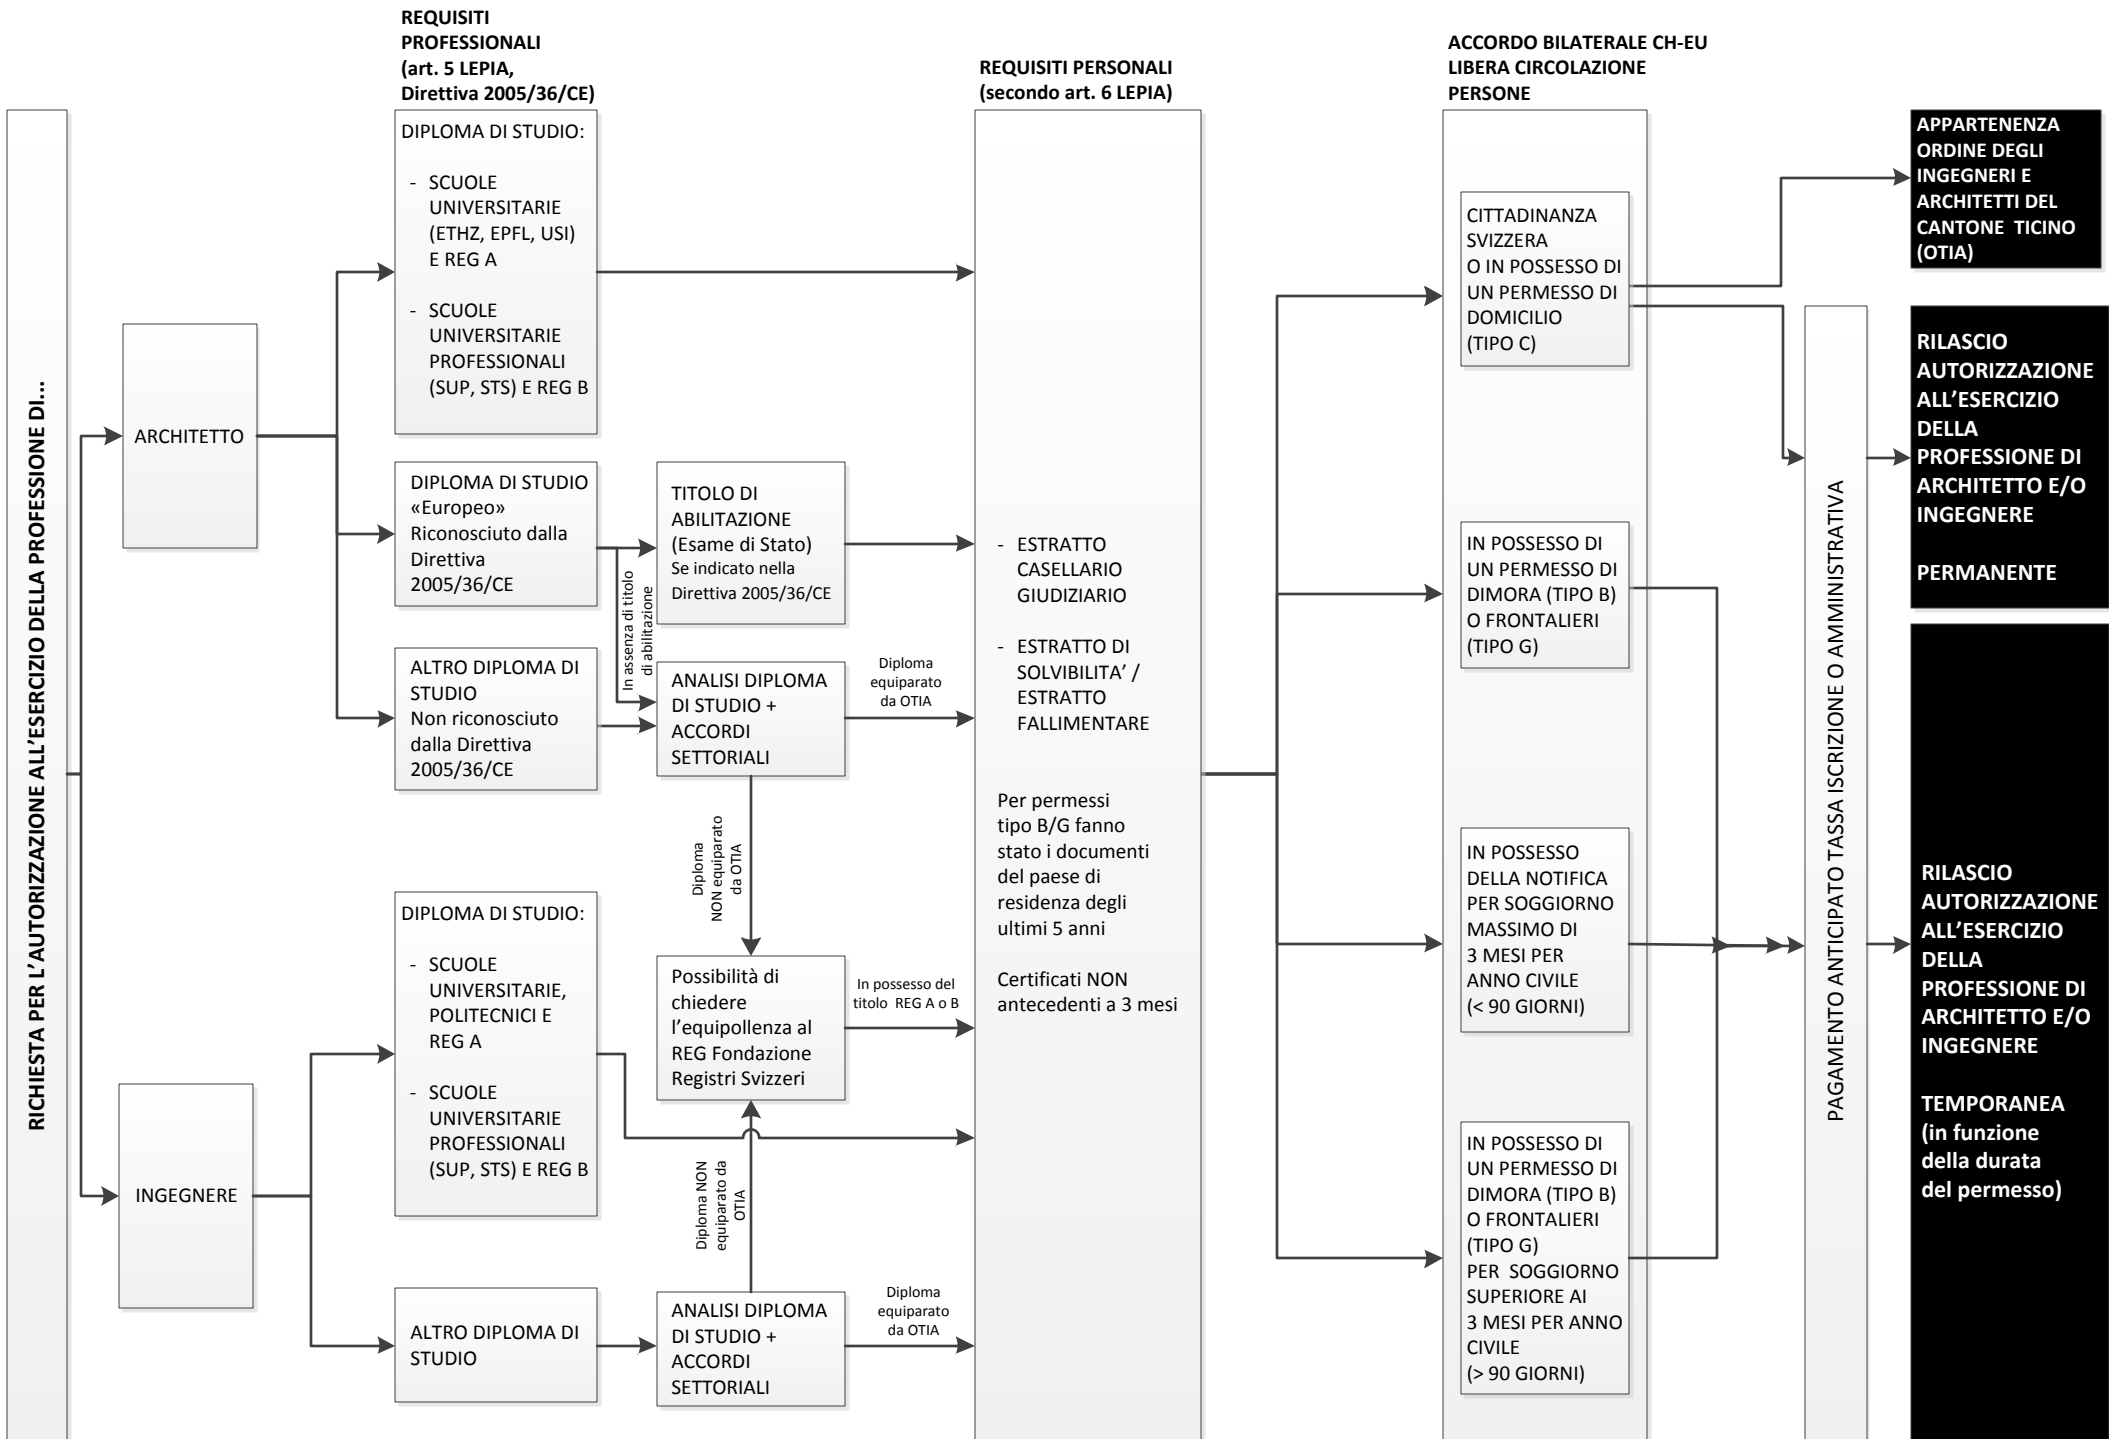 REQUISITI
PROFESSIONALI
(art. 5 LEPIA,
Direttiva 2005/36/CE)
REQUISITI PERSONALI
(secondo art. 6 LEPIA)
ACCORDO BILATERALE CH-EU
LIBERA CIRCOLAZIONE
PERSONE
RICHIESTA PER L'AUTORIZZAZIONE ALL'ESERCIZIO DELLA PROFESSIONE DI...
ARCHITETTO
INGEGNERE
DIPLOMA DI STUDIO:
- SCUOLE
UNIVERSITARIE
(ETHZ, EPFL, USI)
E REG A
- SCUOLE
UNIVERSITARIE
PROFESSIONALI
(SUP, STS) E REG B
DIPLOMA DI STUDIO
«Europeo»
Riconosciuto dalla
Direttiva
2005/36/CE
ALTRO DIPLOMA DI
STUDIO
Non riconosciuto
dalla Direttiva
2005/36/CE
In assenza di titolo
di abilitazione
TITOLO DI
ABILITAZIONE
(Esame di Stato)
Se indicato nella
Direttiva 2005/36/CE
ANALISI DIPLOMA
DI STUDIO +
ACCORDI
SETTORIALI
Diploma
equiparato
da OTIA
Diploma
NON equiparato
da OTIA
DIPLOMA DI STUDIO:
- SCUOLE
UNIVERSITARIE,
POLITECNICI E
REG A
- SCUOLE
UNIVERSITARIE
PROFESSIONALI
(SUP, STS) E REG B
Possibilità di
chiedere
l'equipollenza al
REG Fondazione
Registri Svizzeri
In possesso del
titolo REG A o B
Diploma NON
equiparato da
OTIA
ALTRO DIPLOMA DI
STUDIO
ANALISI DIPLOMA
DI STUDIO +
ACCORDI
SETTORIALI
Diploma
equiparato
da OTIA
- ESTRATTO
CASELLARIO
GIUDIZIARIO
- ESTRATTO DI
SOLVIBILITA' /
ESTRATTO
FALLIMENTARE
Per permessi
tipo B/G fanno
stato i documenti
del paese di
residenza degli
ultimi 5 anni
Certificati NON
antecedenti a 3 mesi
CITTADINANZA
SVIZZERA
O IN POSSESSO DI
UN PERMESSO DI
DOMICILIO
(TIPO C)
IN POSSESSO DI
UN PERMESSO DI
DIMORA (TIPO B)
O FRONTALIERI
(TIPO G)
IN POSSESSO
DELLA NOTIFICA
PER SOGGIORNO
MASSIMO DI
3 MESI PER
ANNO CIVILE
(< 90 GIORNI)
IN POSSESSO DI
UN PERMESSO DI
DIMORA (TIPO B)
O FRONTALIERI
(TIPO G)
PER SOGGIORNO
SUPERIORE AI
3 MESI PER ANNO
CIVILE
(> 90 GIORNI)
PAGAMENTO ANTICIPATO TASSA ISCRIZIONE O AMMINISTRATIVA
APPARTENENZA
ORDINE DEGLI
INGEGNERI E
ARCHITETTI DEL
CANTONE TICINO
(OTIA)
RILASCIO
AUTORIZZAZIONE
ALL'ESERCIZIO
DELLA
PROFESSIONE DI
ARCHITETTO E/O
INGEGNERE
PERMANENTE
RILASCIO
AUTORIZZAZIONE
ALL'ESERCIZIO
DELLA
PROFESSIONE DI
ARCHITETTO E/O
INGEGNERE
TEMPORANEA
(in funzione
della durata
del permesso)